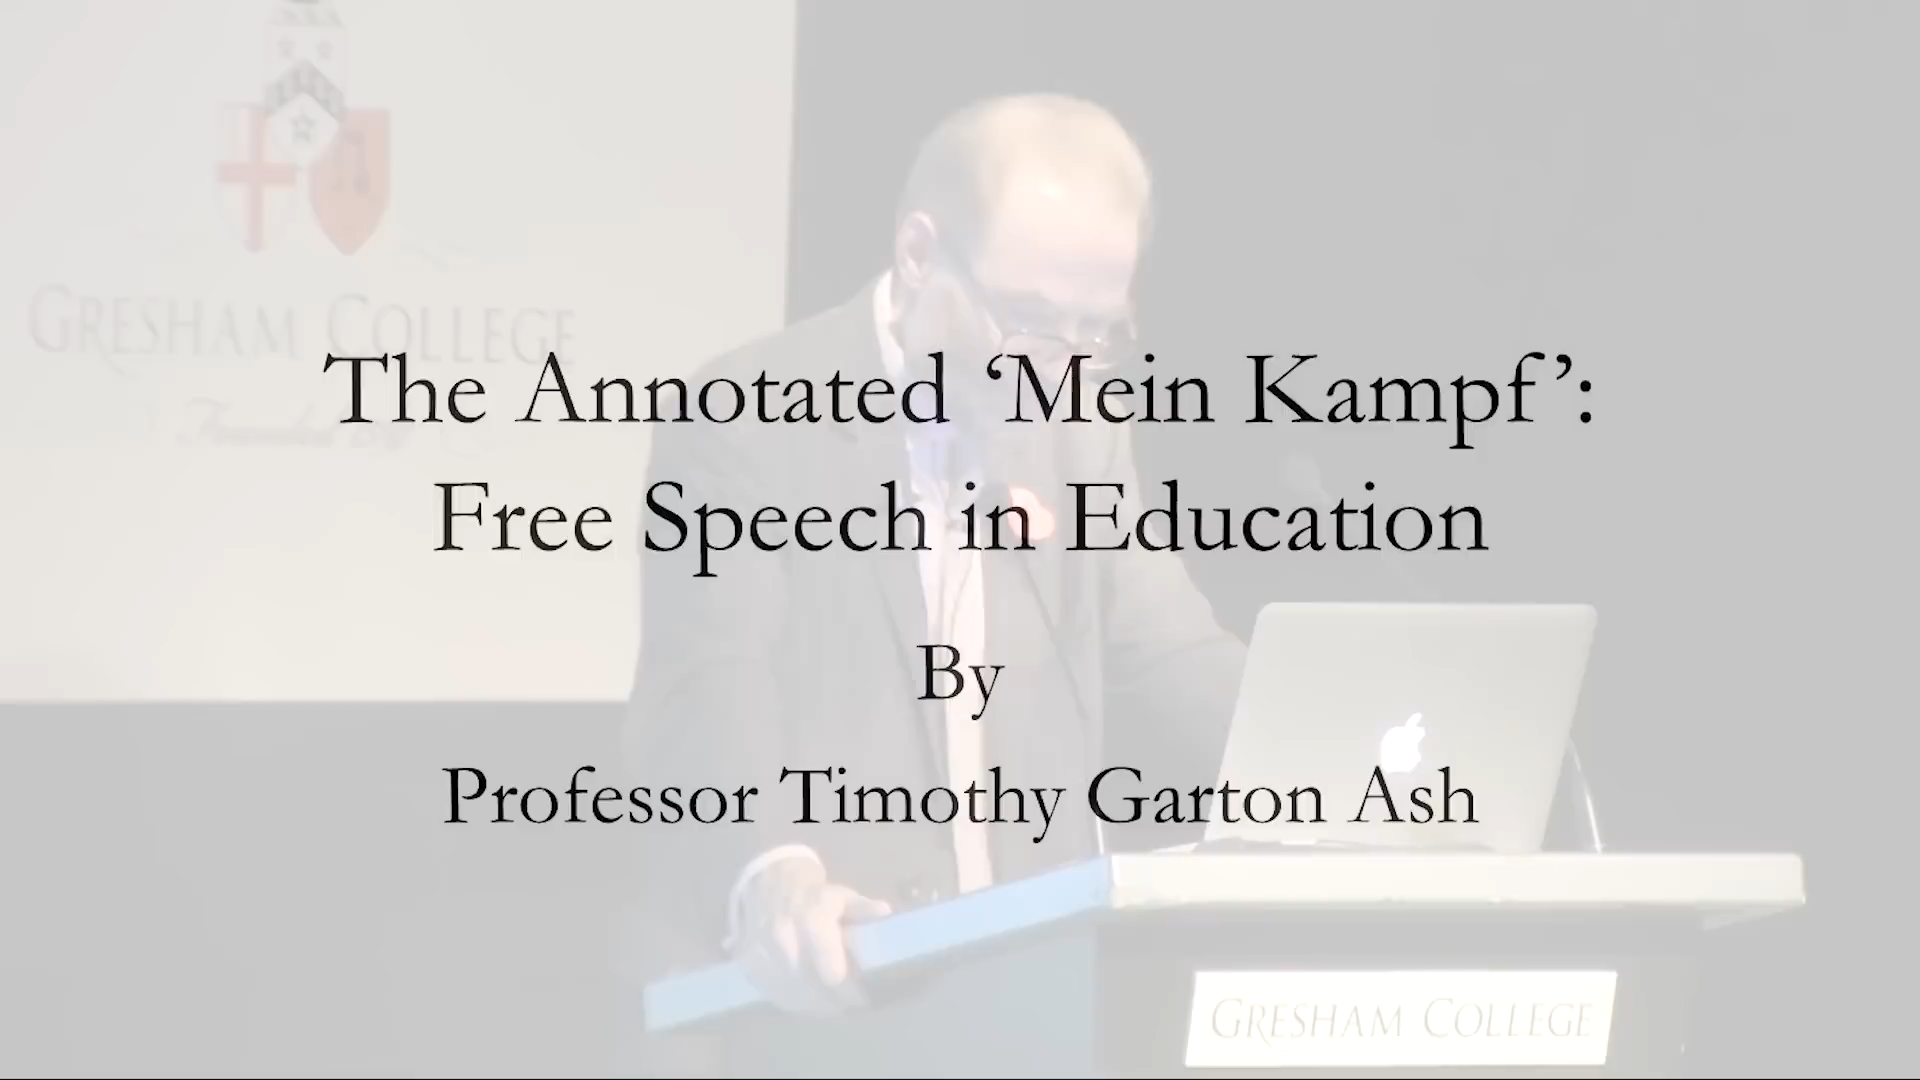 GRESHAM COLLEGE
The Annotated ‘Mein Kampf’:
Free Speech in Education
By
Professor Timothy Garton Ash
GRESHAM COLLEGE